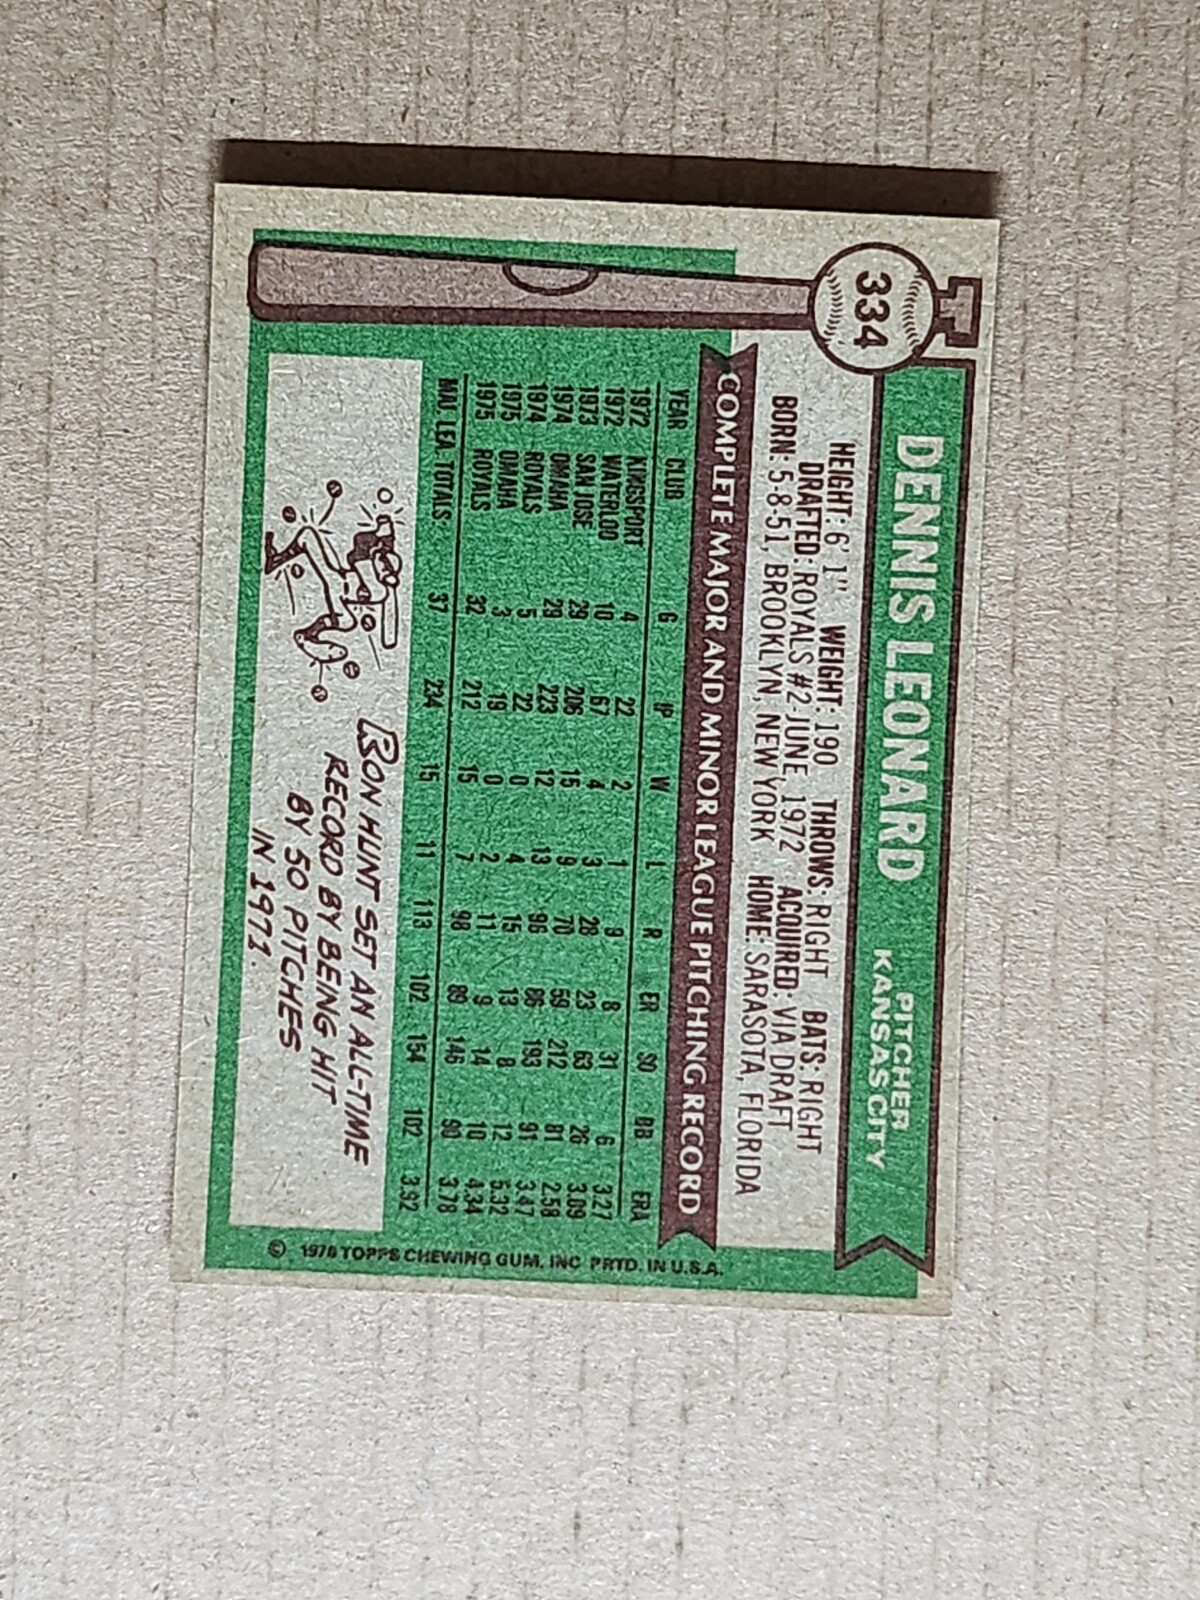 334
T
DENNIS LEONARD
PITCHER
KANSAS CITY
HEIGHT: 6' 1" WEIGHT: 190 THROWS: RIGHT BATS: RIGHT
DRAFTED: ROYALS #2-JUNE, 1972 ACQUIRED: VIA DRAFT
BORN: 5-8-51, BROOKLYN, NEW YORK HOME: SARASOTA, FLORIDA
COMPLETE MAJOR AND MINOR LEAGUE PITCHING RECORD
YEAR CLUB G IP W L R ER SO BB ERA
1972 KINGSPORT 4 22 2 1 9 8 31 6 3.27
1972 WATERLOO 10 67 4 3 28 23 63 26 3.09
1973 SAN JOSE 29 206 15 9 70 59 212 81 2.58
1974 OMAHA 29 223 12 13 96 86 193 91 3.47
1974 ROYALS 5 22 0 4 15 13 8 12 5.32
1975 OMAHA 3 19 0 2 11 9 14 10 4.34
1975 ROYALS 32 212 15 7 98 89 146 90 3.78
MAJ. LEA. TOTALS: 37 234 15 11 113 102 154 102 3.92
RON HUNT SET AN ALL-TIME
RECORD BY BEING HIT
BY 50 PITCHES
IN 1971.
© 1976 TOPPS CHEWING GUM, INC. PRTD. IN U.S.A.